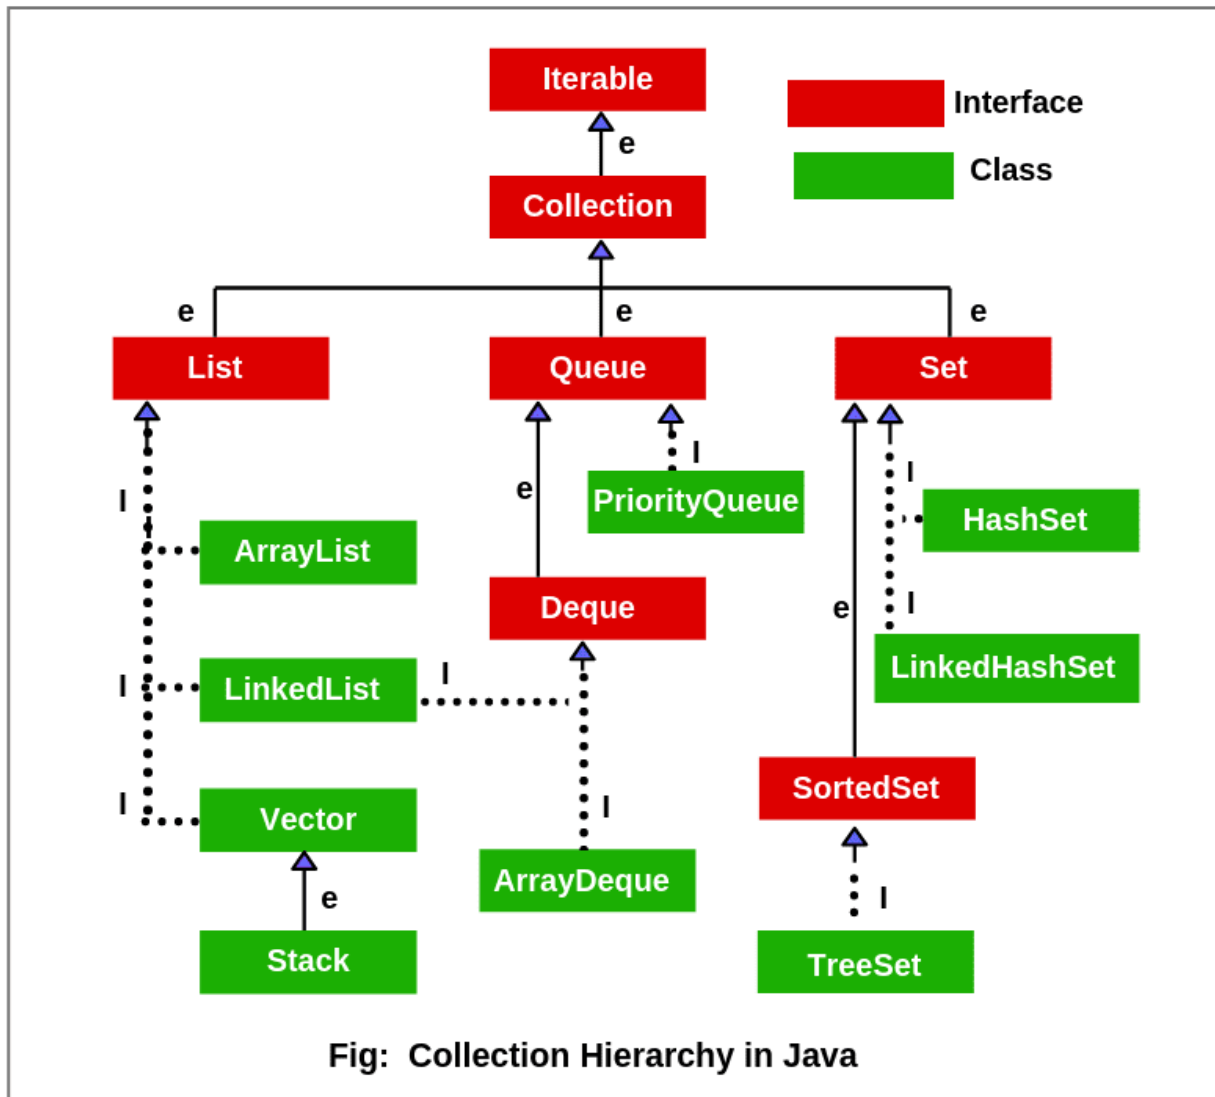 Iterable
Interface
e
Class
Collection
e
e
e
List
Queue
Set
I
I
I
PriorityQueue
e
HashSet
ArrayList
I
e
Deque
I
I
LinkedList
LinkedHashSet
SortedSet
I
I
Vector
ArrayDeque
I
e
Stack
TreeSet
Fig: Collection Hierarchy in Java